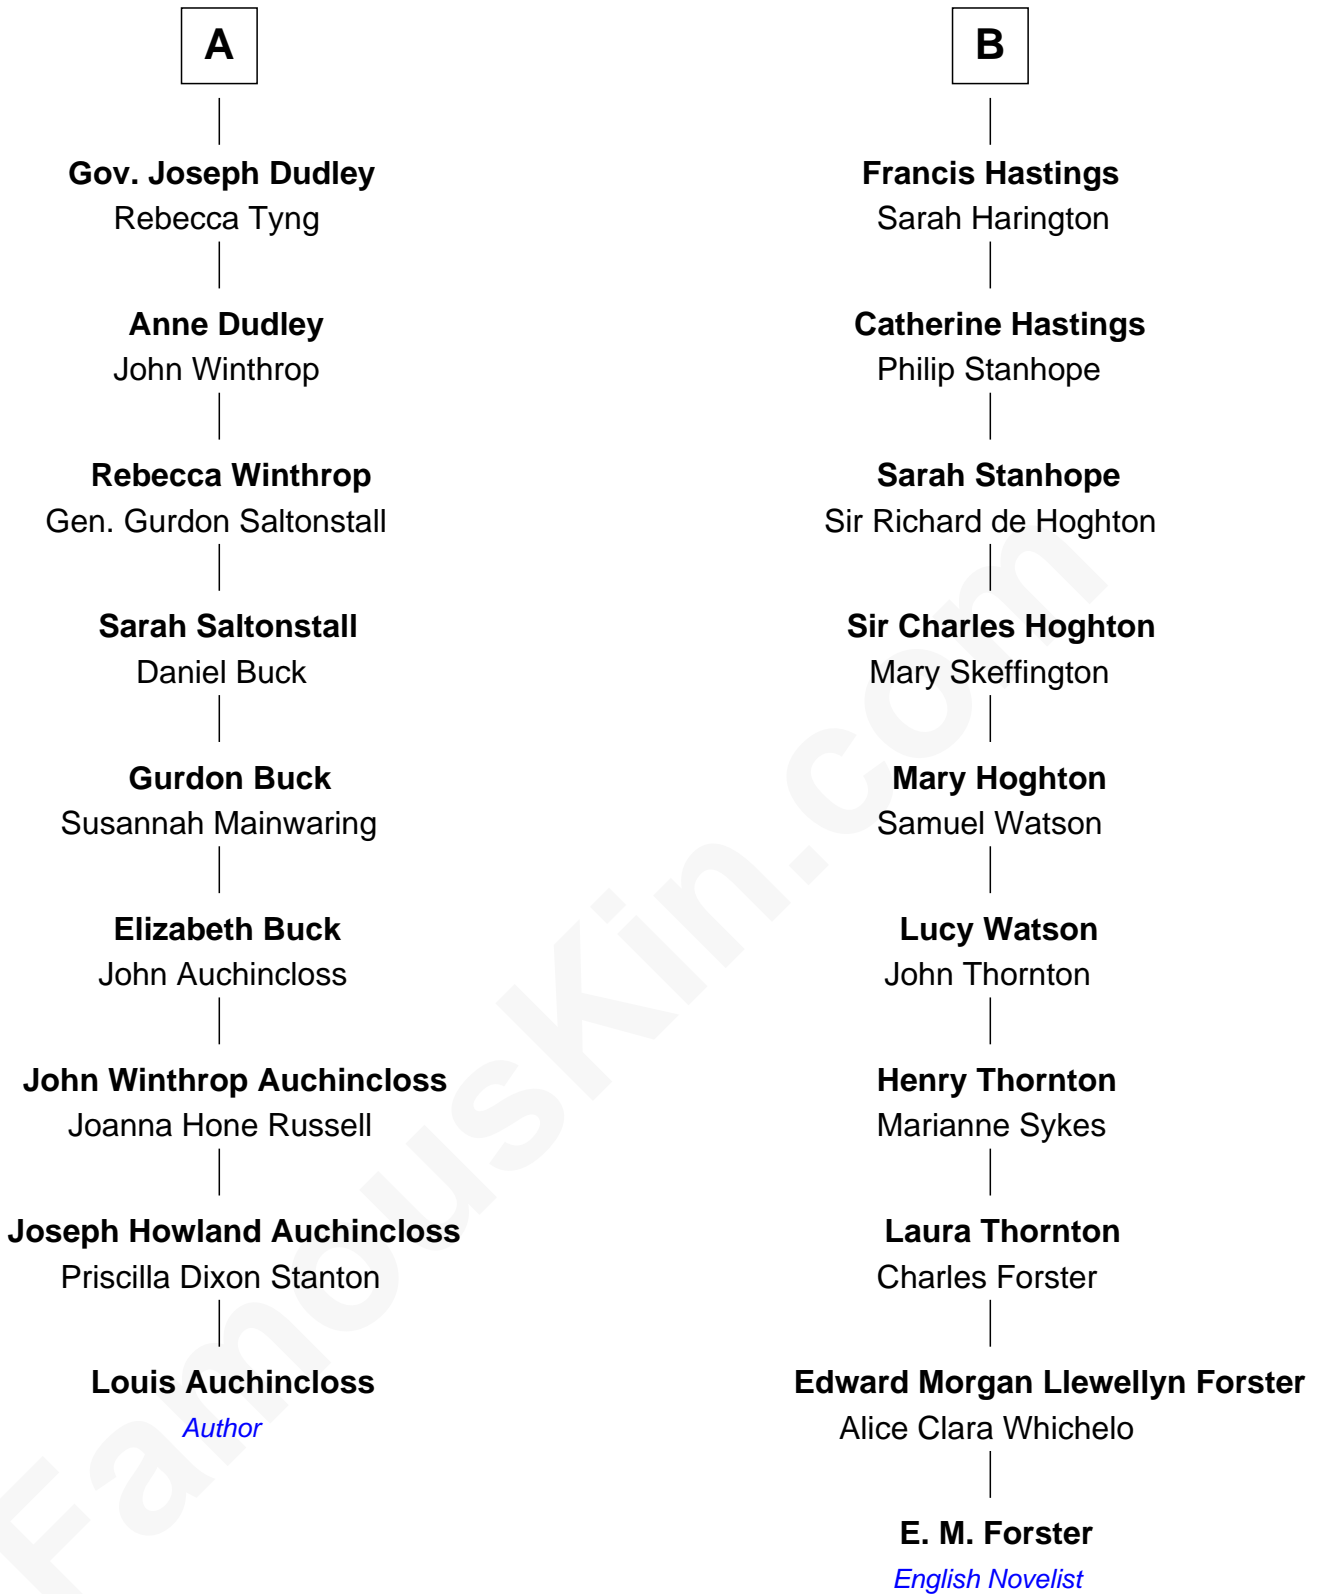 A
Gov. Joseph Dudley
Rebecca Tyng
Anne Dudley
John Winthrop
Rebecca Winthrop
Gen. Gurdon Saltonstall
Sarah Saltonstall
Daniel Buck
Gurdon Buck
Susannah Mainwaring
Elizabeth Buck
John Auchincloss
John Winthrop Auchincloss
Joanna Hone Russell
Joseph Howland Auchincloss
Priscilla Dixon Stanton
Louis Auchincloss
Author
B
Francis Hastings
Sarah Harington
Catherine Hastings
Philip Stanhope
Sarah Stanhope
Sir Richard de Hoghton
Sir Charles Hoghton
Mary Skeffington
Mary Hoghton
Samuel Watson
Lucy Watson
John Thornton
Henry Thornton
Marianne Sykes
Laura Thornton
Charles Forster
Edward Morgan Llewellyn Forster
Alice Clara Whichelo
E. M. Forster
English Novelist
FamousKin.com